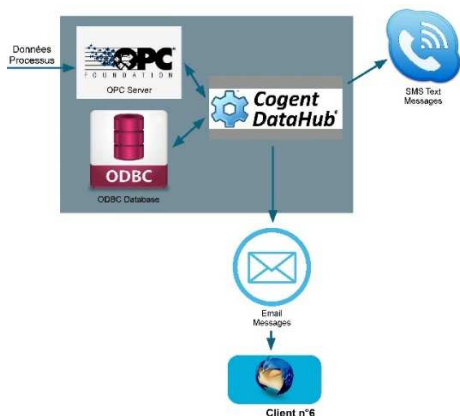 Données
Processus
OPC
FOUNDATION
OPC Server
Cogent
DataHub
ODBC
ODBC Database
SMS Text
Messages
Email
Messages
Client n°6